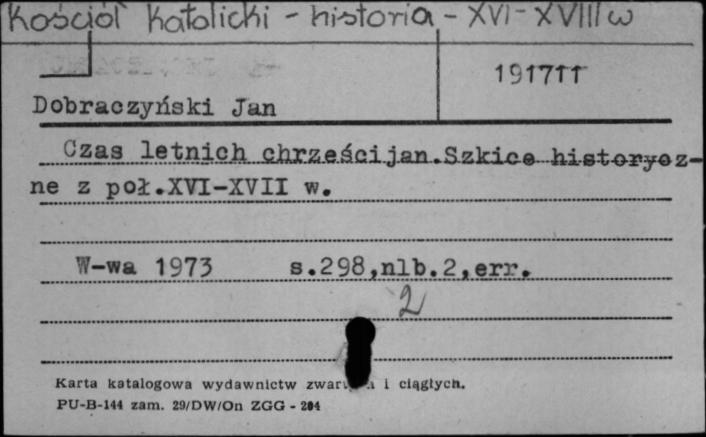 Kościół katolicki - historia - XVI - XVIII w
191711
Dobraczyński Jan
Czas letnich chrześcijan.Szkice historycz-
ne z poł.XVI-XVII w.
W-wa 1973 s.298,nlb.2,err.
2
Karta katalogowa wydawnictw i ciągłych.
PU-B-144 zam. 29/DW/On ZGG - 204